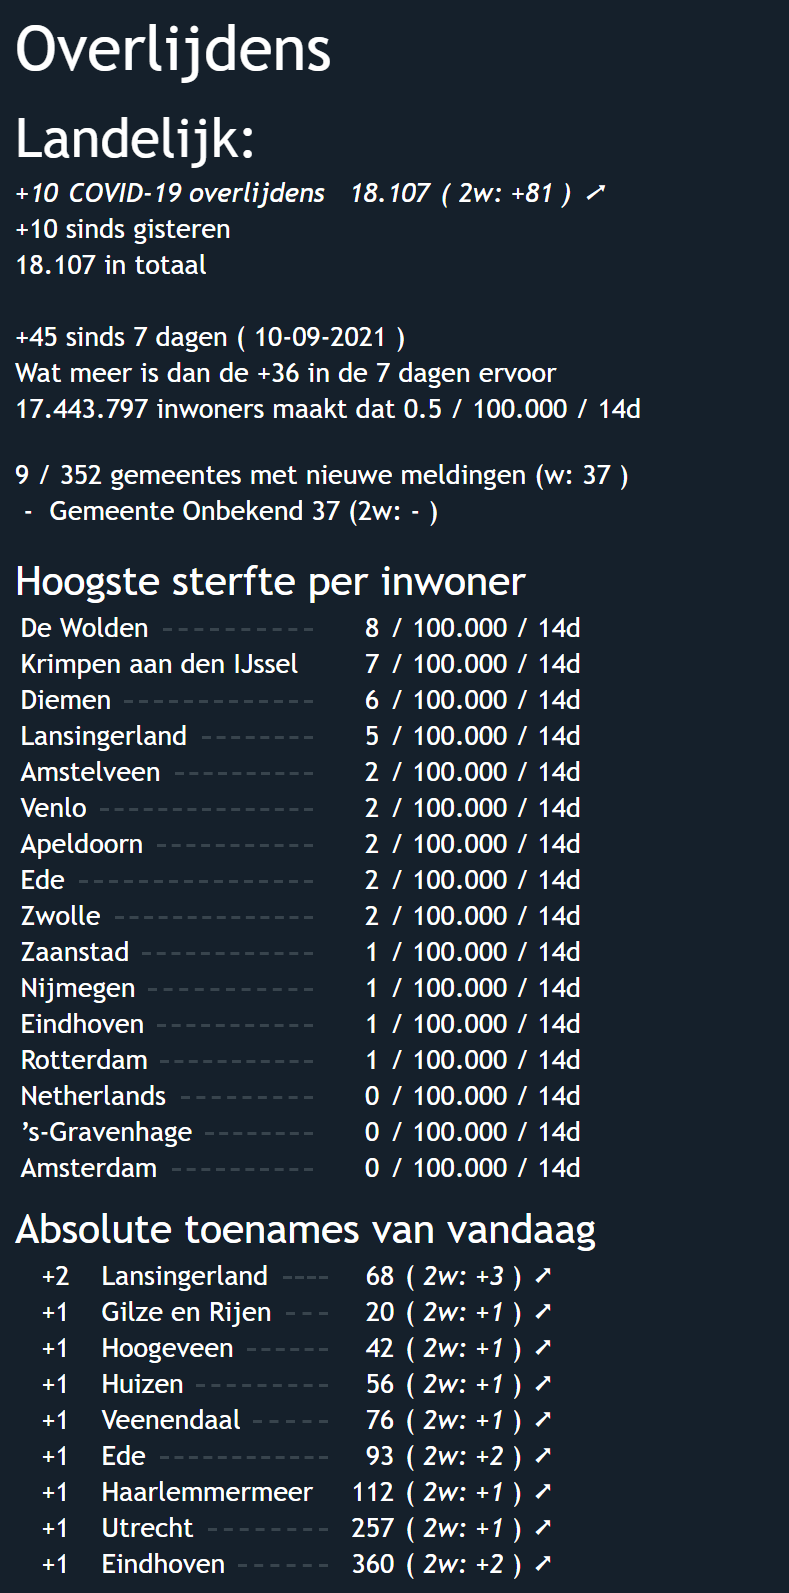 Overlijdens
Landelijk:
+10 COVID-19 overlijdens 18.107 ( 2w: +81 ) ↗
+10 sinds gisteren
18.107 in totaal
+45 sinds 7 dagen ( 10-09-2021 )
Wat meer is dan de +36 in de 7 dagen ervoor
17.443.797 inwoners maakt dat 0.5 / 100.000 / 14d
9 / 352 gemeentes met nieuwe meldingen (w: 37 )
- Gemeente Onbekend 37 (2w: - )
Hoogste sterfte per inwoner
De Wolden ---------- 8 / 100.000 / 14d
Krimpen aan den IJssel 7 / 100.000 / 14d
Diemen ------------- 6 / 100.000 / 14d
Lansingerland -------- 5 / 100.000 / 14d
Amstelveen ---------- 2 / 100.000 / 14d
Venlo --------------- 2 / 100.000 / 14d
Apeldoorn ----------- 2 / 100.000 / 14d
Ede ---------------- 2 / 100.000 / 14d
Zwolle -------------- 2 / 100.000 / 14d
Zaanstad ------------ 1 / 100.000 / 14d
Nijmegen ----------- 1 / 100.000 / 14d
Eindhoven ----------- 1 / 100.000 / 14d
Rotterdam ---------- 1 / 100.000 / 14d
Netherlands --------- 0 / 100.000 / 14d
’s-Gravenhage -------- 0 / 100.000 / 14d
Amsterdam ---------- 0 / 100.000 / 14d
Absolute toenames van vandaag
+2 Lansingerland ---- 68 ( 2w: +3 ) ↗
+1 Gilze en Rijen --- 20 ( 2w: +1 ) ↗
+1 Hoogeveen ------ 42 ( 2w: +1 ) ↗
+1 Huizen --------- 56 ( 2w: +1 ) ↗
+1 Veenendaal ----- 76 ( 2w: +1 ) ↗
+1 Ede ------------ 93 ( 2w: +2 ) ↗
+1 Haarlemmermeer 112 ( 2w: +1 ) ↗
+1 Utrecht -------- 257 ( 2w: +1 ) ↗
+1 Eindhoven ------ 360 ( 2w: +2 ) ↗